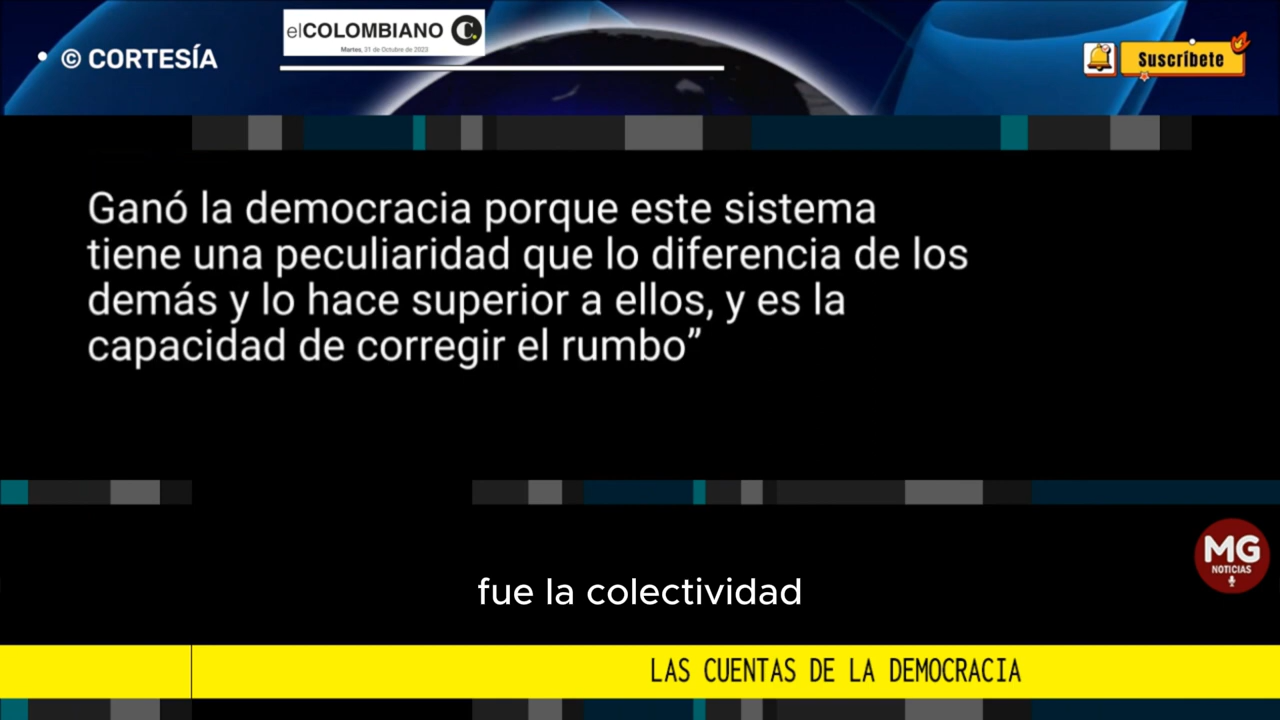 © CORTESÍA
elCOLOMBIANO C.
Martes, 31 de Octubre de 2023
Suscríbete
Ganó la democracia porque este sistema
tiene una peculiaridad que lo diferencia de los
demás y lo hace superior a ellos, y es la
capacidad de corregir el rumbo”
MG
NOTICIAS
fue la colectividad
LAS CUENTAS DE LA DEMOCRACIA